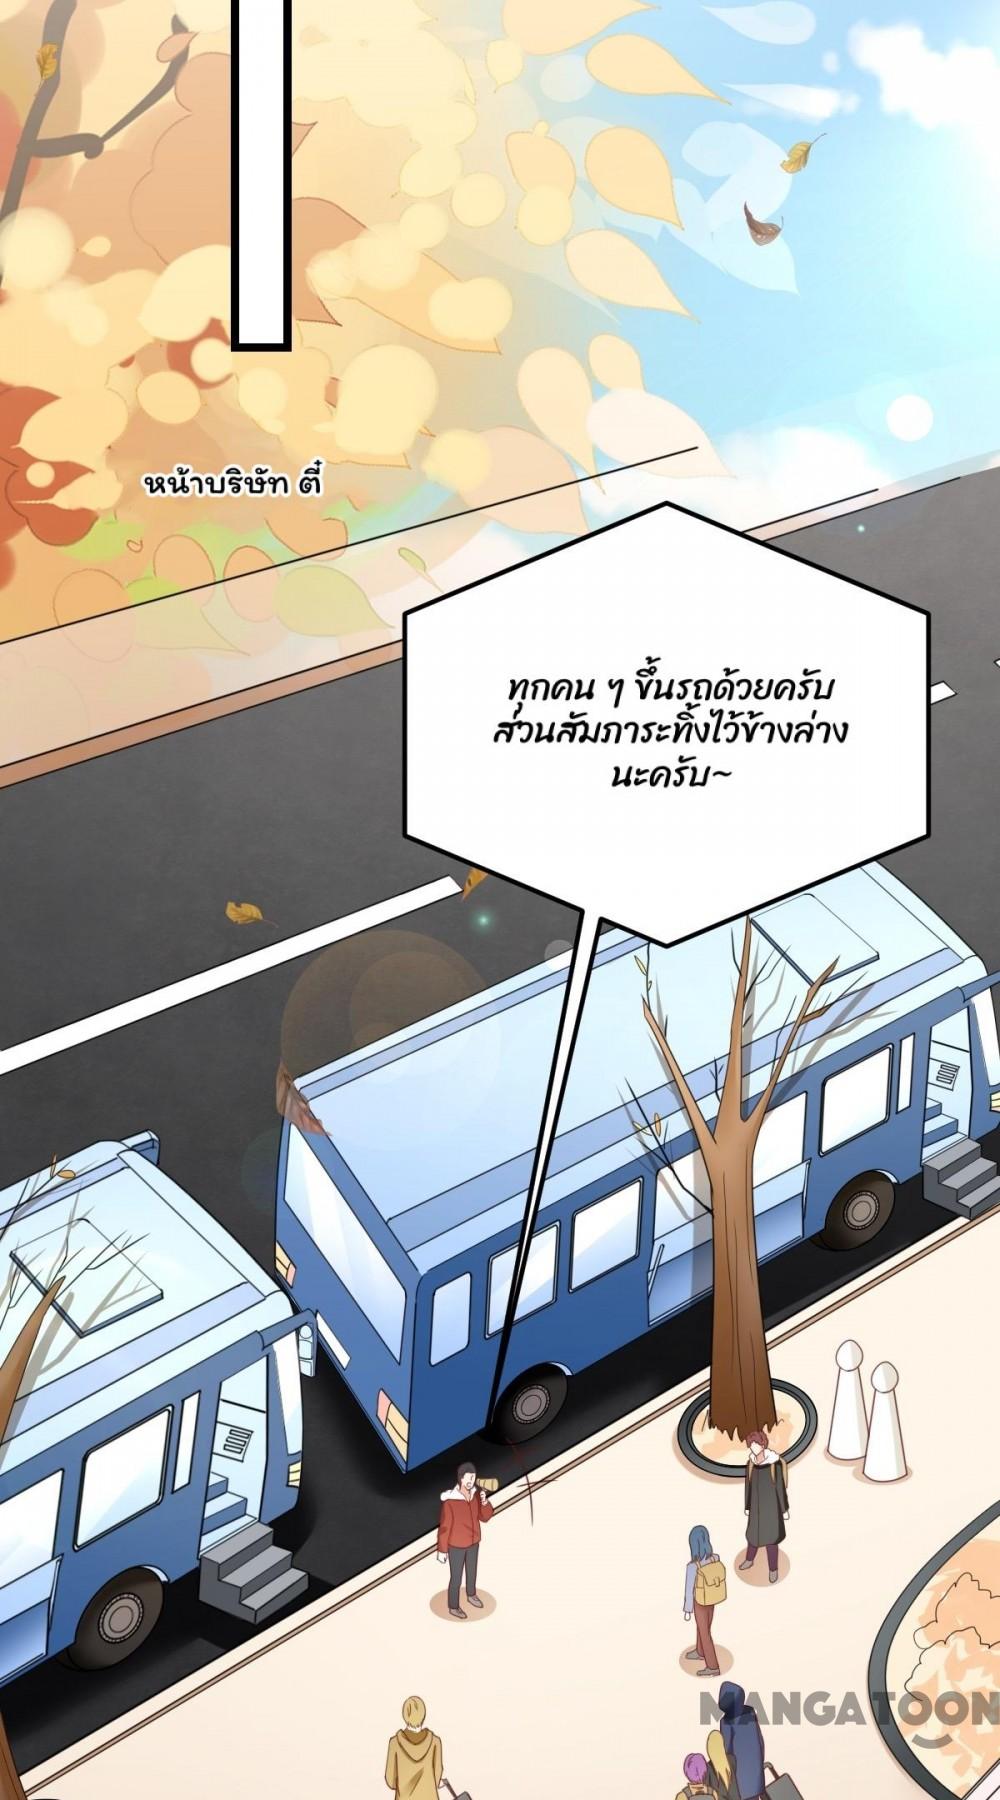 หน้าบริษัท ตี๋
ทุกคน ๆ ขึ้นรถด้วยครับ
ส่วนสัมภาระทิ้งไว้ข้างล่าง
นะครับ~
MANGATOON